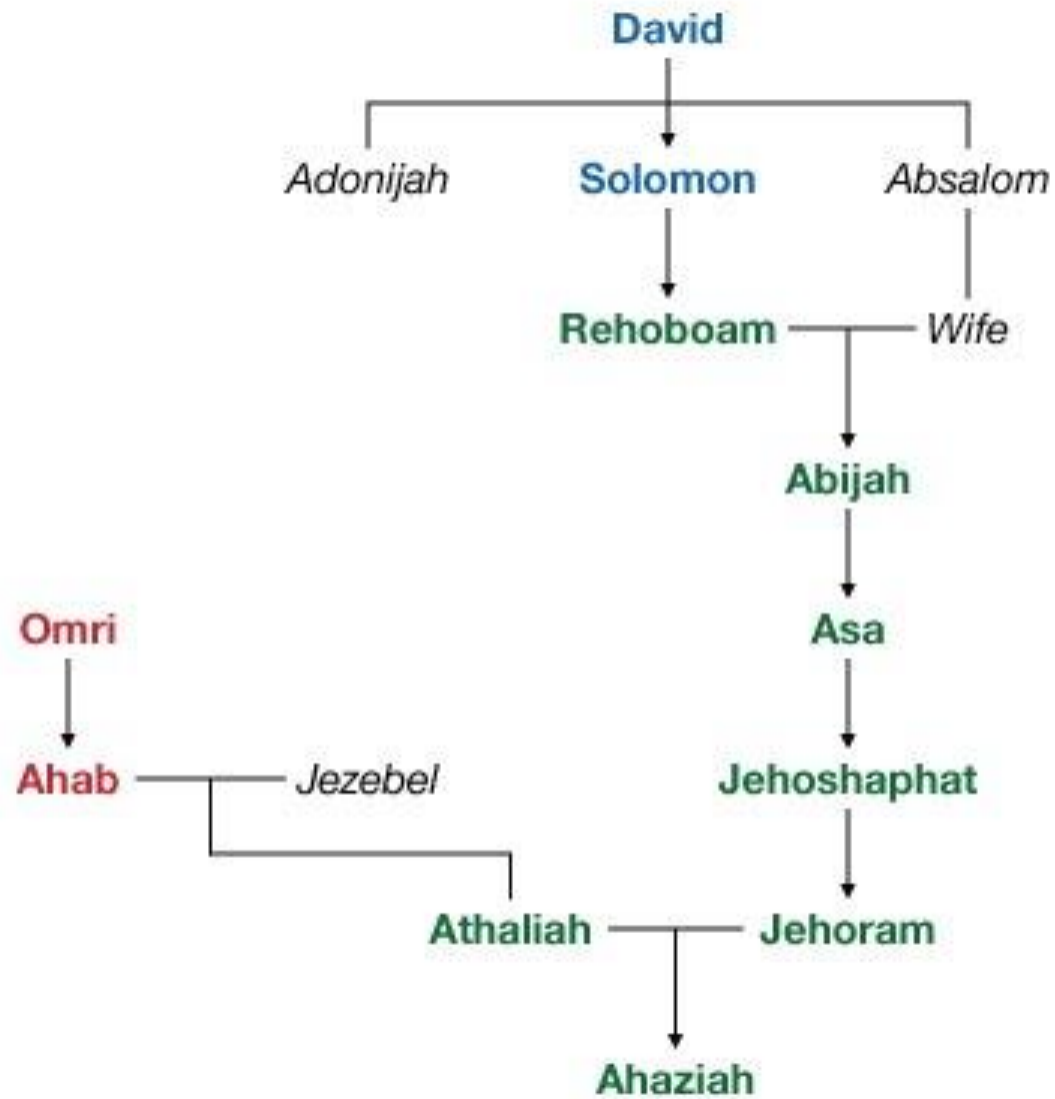 David
Adonijah Solomon Absalom
Rehoboam Wife
Abijah
Omri Asa
Ahab Jezebel Jehoshaphat
Athaliah Jehoram
Ahaziah